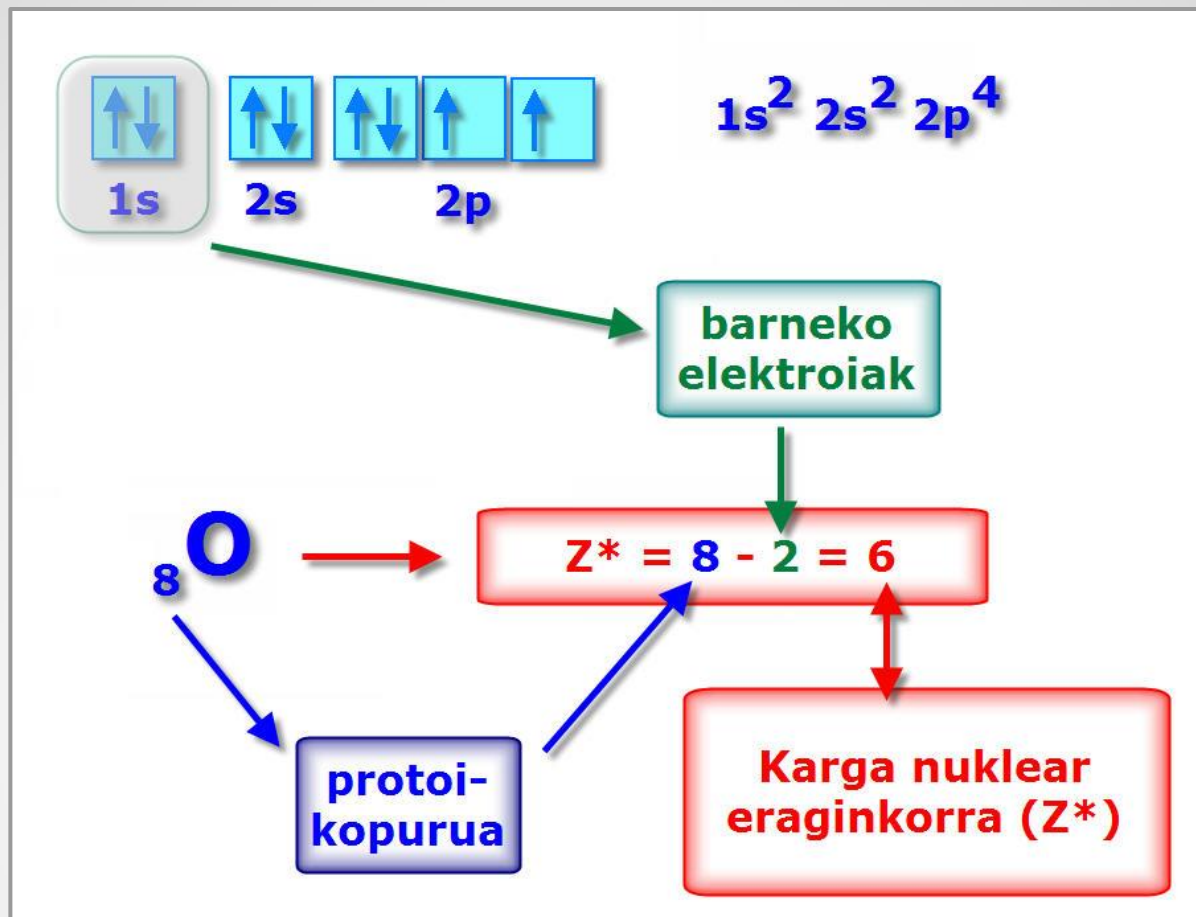 1s² 2s² 2p⁴
1s 2s 2p
barneko
elektroiak
₈O
Z* = 8 - 2 = 6
protoi-
kopurua
Karga nuklear
eraginkorra (Z*)